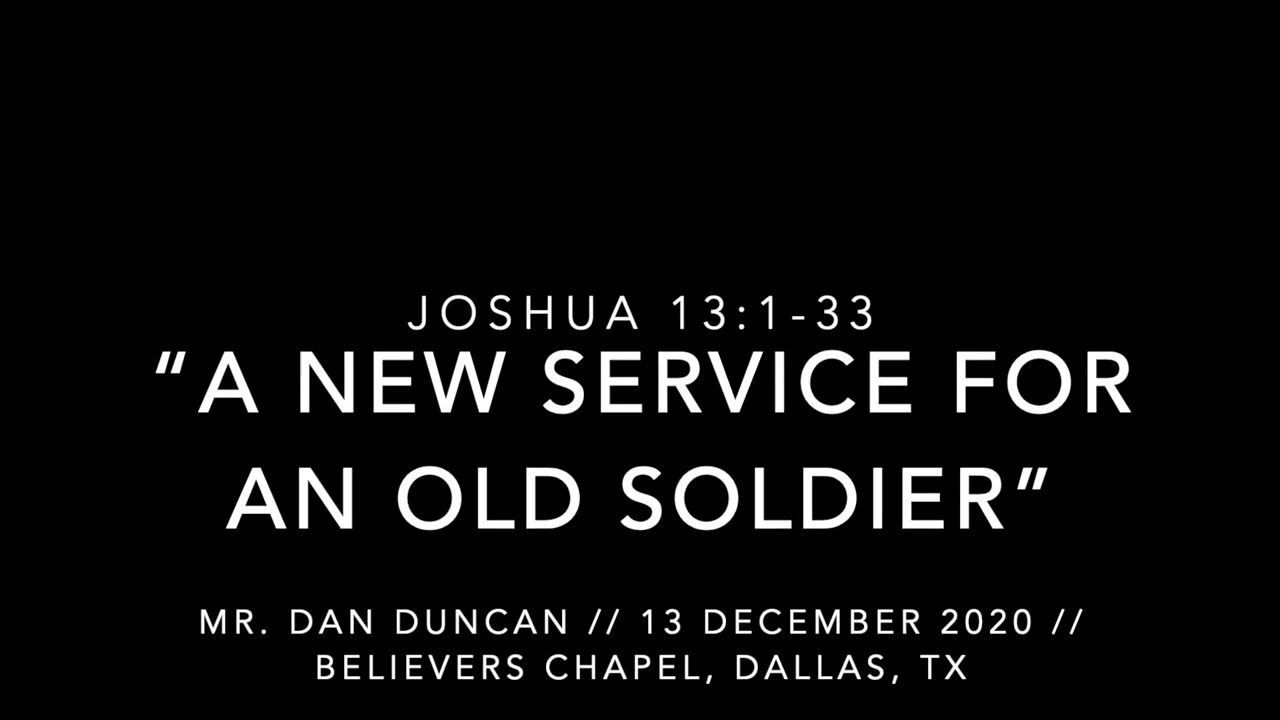 JOSHUA 13:1-33
“A NEW SERVICE FOR
AN OLD SOLDIER”
MR. DAN DUNCAN // 13 DECEMBER 2020 //
BELIEVERS CHAPEL, DALLAS, TX